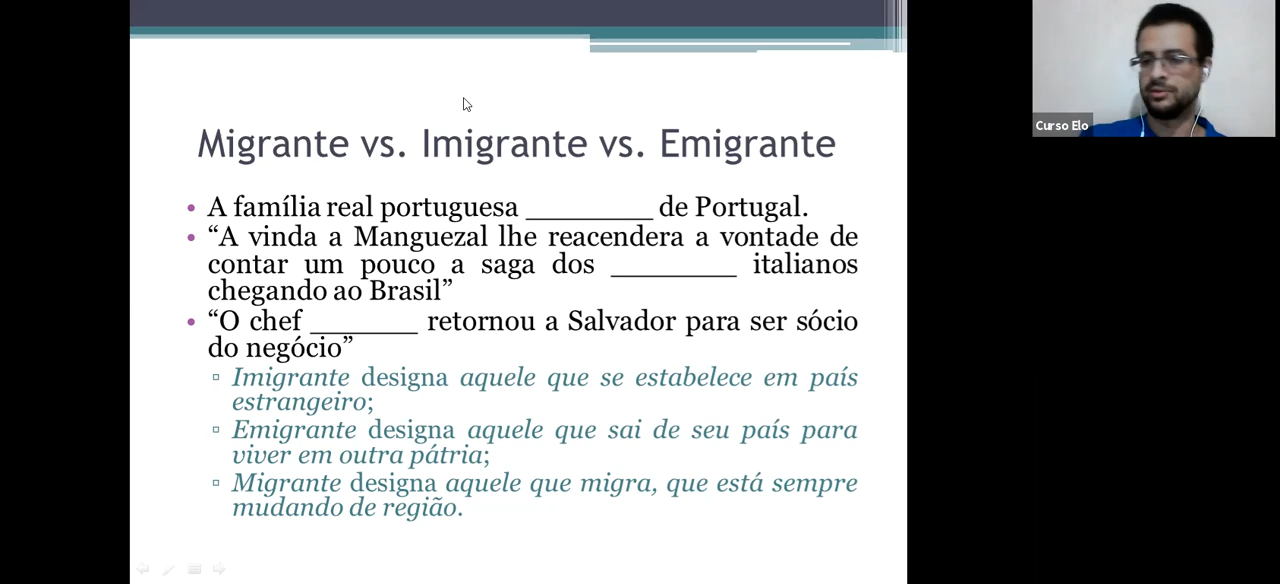 Migrante vs. Imigrante vs. Emigrante
• A família real portuguesa ________ de Portugal.
• “A vinda a Manguezal lhe reacendera a vontade de
contar um pouco a saga dos ________ italianos
chegando ao Brasil”
• “O chef _______ retornou a Salvador para ser sócio
do negócio”
▫ Imigrante designa aquele que se estabelece em país
estrangeiro;
▫ Emigrante designa aquele que sai de seu país para
viver em outra pátria;
▫ Migrante designa aquele que migra, que está sempre
mudando de região.
Curso Elo